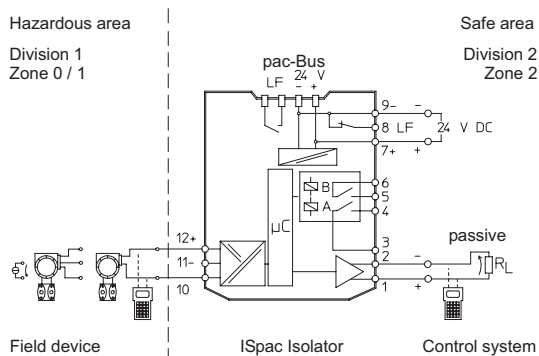 Hazardous area
Safe area
Division 1
Zone 0 / 1
Division 2
Zone 2
pac-Bus
LF 24 V
- +
9- -
8 LF 24 V DC
7+ +
6
B 5
A 4
µC
3
12+
11-
10
2 -
1 +
passive
RL
Field device
ISpac Isolator
Control system